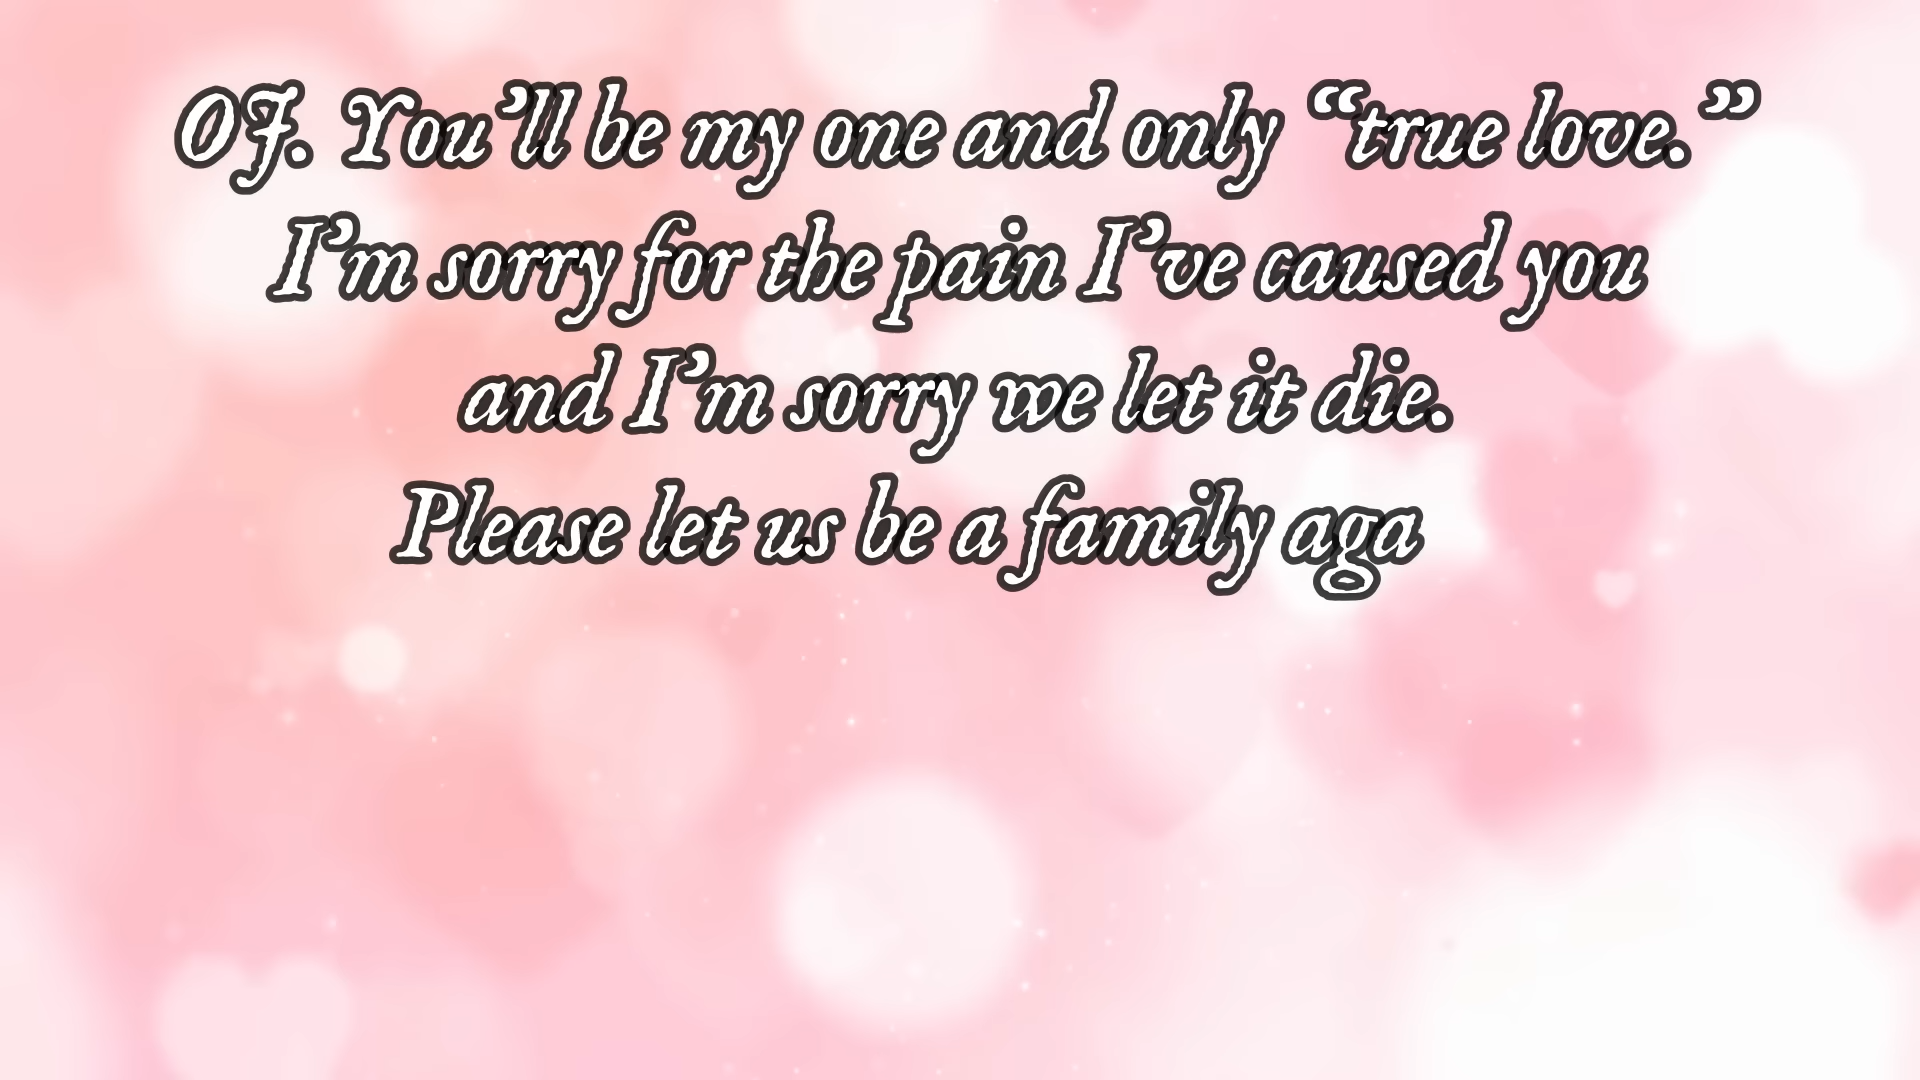 OJ. You’ll be my one and only “true love.”
I’m sorry for the pain I’ve caused you
and I’m sorry we let it die.
Please let us be a family aga